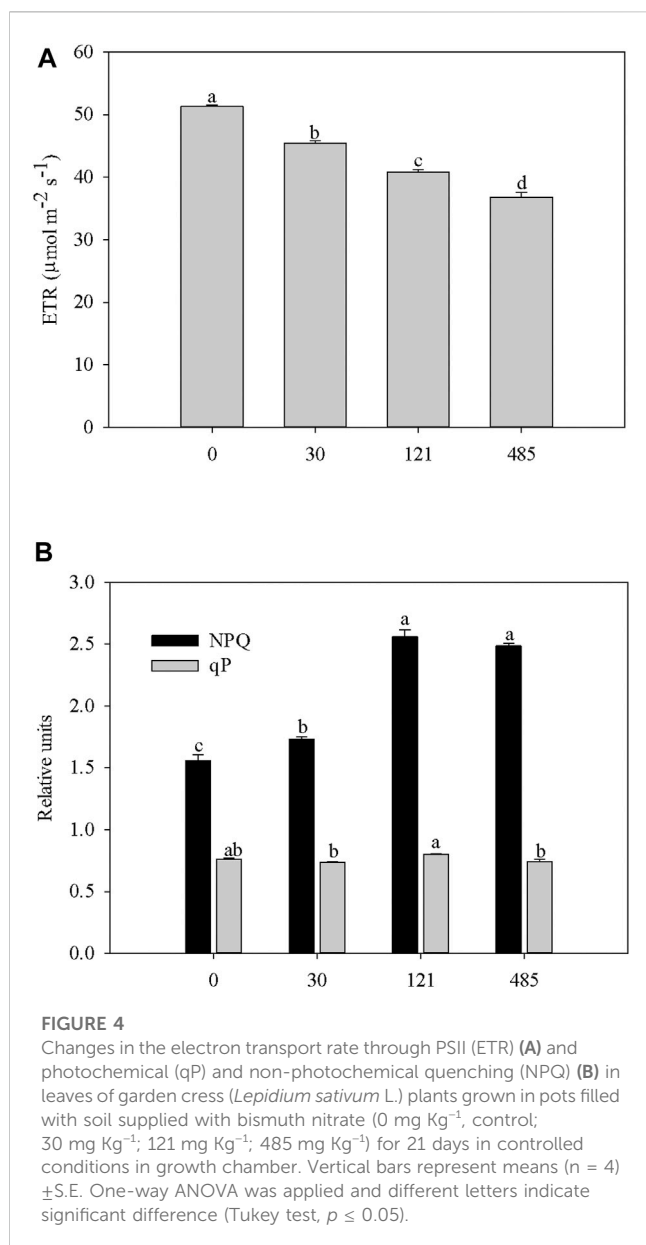 A
60
a
50
b
c
40
d
30
20
10
0
ETR (µmol m⁻² s⁻¹)
0 30 121 485
B
3.0
NPQ
qP
a
a
2.5
2.0
b
c
1.5
1.0
ab
b
a
b
0.5
0.0
Relative units
0 30 121 485
FIGURE 4
Changes in the electron transport rate through PSII (ETR) (A) and
photochemical (qP) and non-photochemical quenching (NPQ) (B) in
leaves of garden cress (Lepidium sativum L.) plants grown in pots filled
with soil supplied with bismuth nitrate (0 mg Kg⁻¹, control;
30 mg Kg⁻¹; 121 mg Kg⁻¹; 485 mg Kg⁻¹) for 21 days in controlled
conditions in growth chamber. Vertical bars represent means (n = 4)
±S.E. One-way ANOVA was applied and different letters indicate
significant difference (Tukey test, p ≤ 0.05).